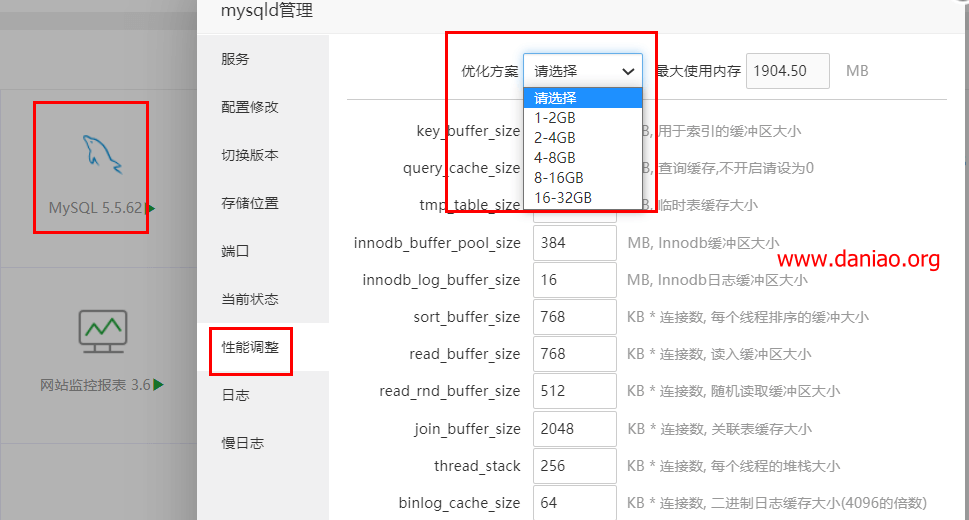 mysqld管理
服务
配置修改
切换版本
存储位置
端口
当前状态
性能调整
日志
慢日志
MySQL 5.5.62
网站监控报表 3.6
优化方案 请选择 最大使用内存 1904.50 MB
请选择
1-2GB
2-4GB
4-8GB
8-16GB
16-32GB
key_buffer_size B, 用于索引的缓冲区大小
query_cache_size B, 查询缓存,不开启请设为0
tmp_table_size B, 临时表缓存大小
innodb_buffer_pool_size 384 MB, Innodb缓冲区大小
www.daniao.org
innodb_log_buffer_size 16 MB, Innodb日志缓冲区大小
sort_buffer_size 768 KB * 连接数, 每个线程排序的缓冲大小
read_buffer_size 768 KB * 连接数, 读入缓冲区大小
read_rnd_buffer_size 512 KB * 连接数, 随机读取缓冲区大小
join_buffer_size 2048 KB * 连接数, 关联表缓存大小
thread_stack 256 KB * 连接数, 每个线程的堆栈大小
binlog_cache_size 64 KB * 连接数, 二进制日志缓存大小(4096的倍数)